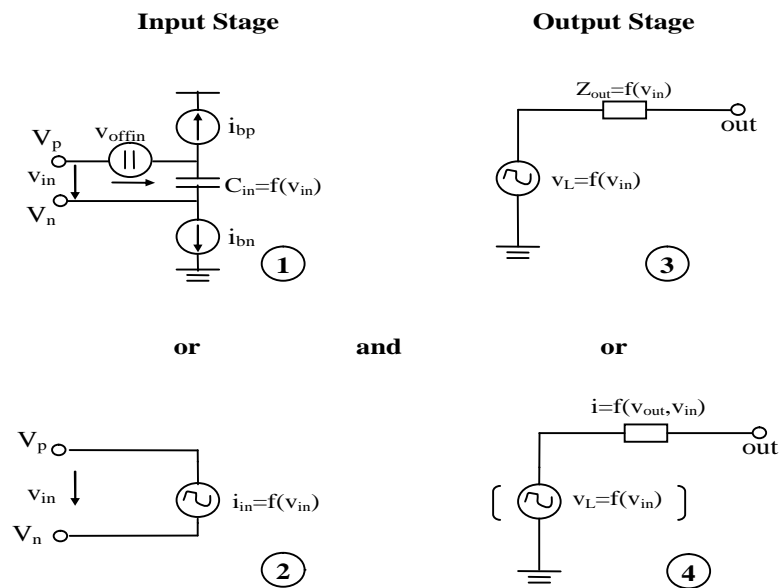 Input Stage
Output Stage
V_p
v_offin
i_bp
v_in
C_in=f(v_in)
V_n
i_bn
1
Z_out=f(v_in)
out
v_L=f(v_in)
3
or
and
or
V_p
v_in
i_in=f(v_in)
V_n
2
i=f(v_out,v_in)
out
v_L=f(v_in)
4